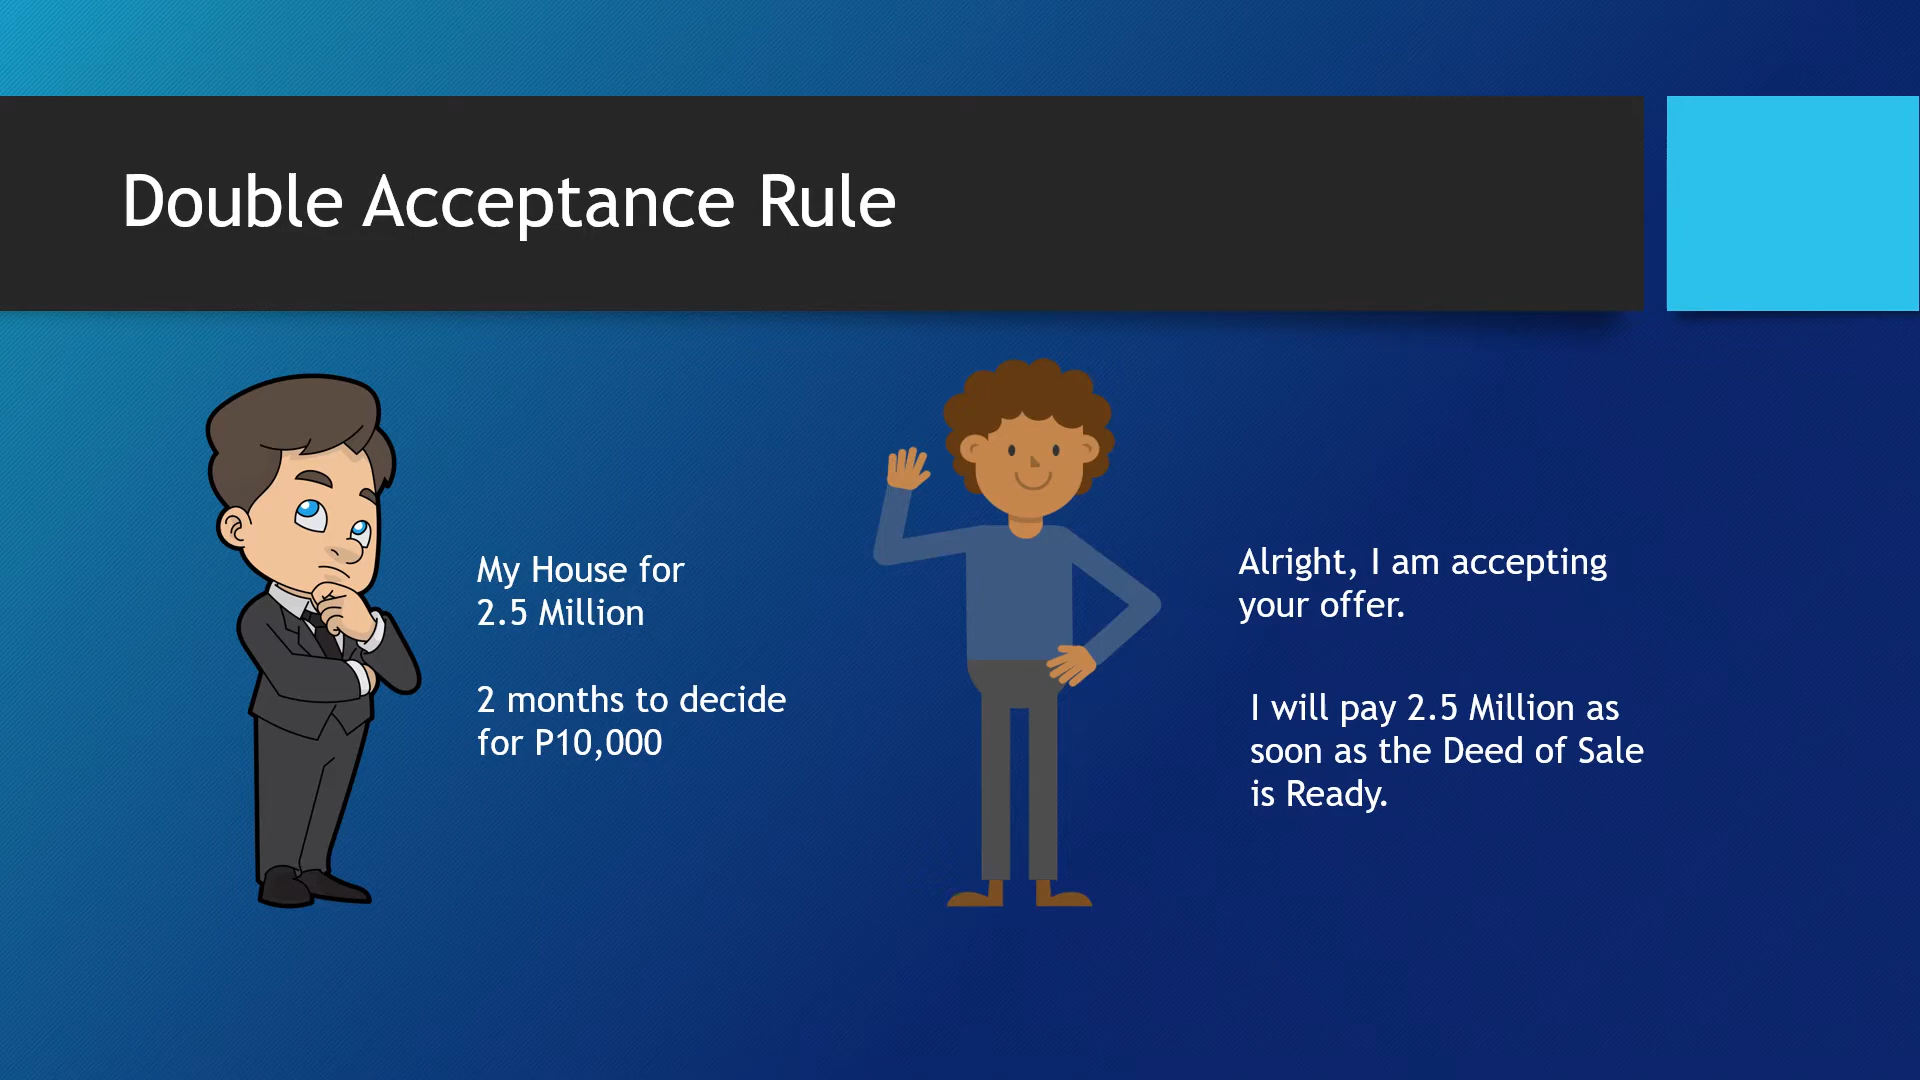 Double Acceptance Rule
My House for
2.5 Million
2 months to decide
for P10,000
Alright, I am accepting
your offer.
I will pay 2.5 Million as
soon as the Deed of Sale
is Ready.